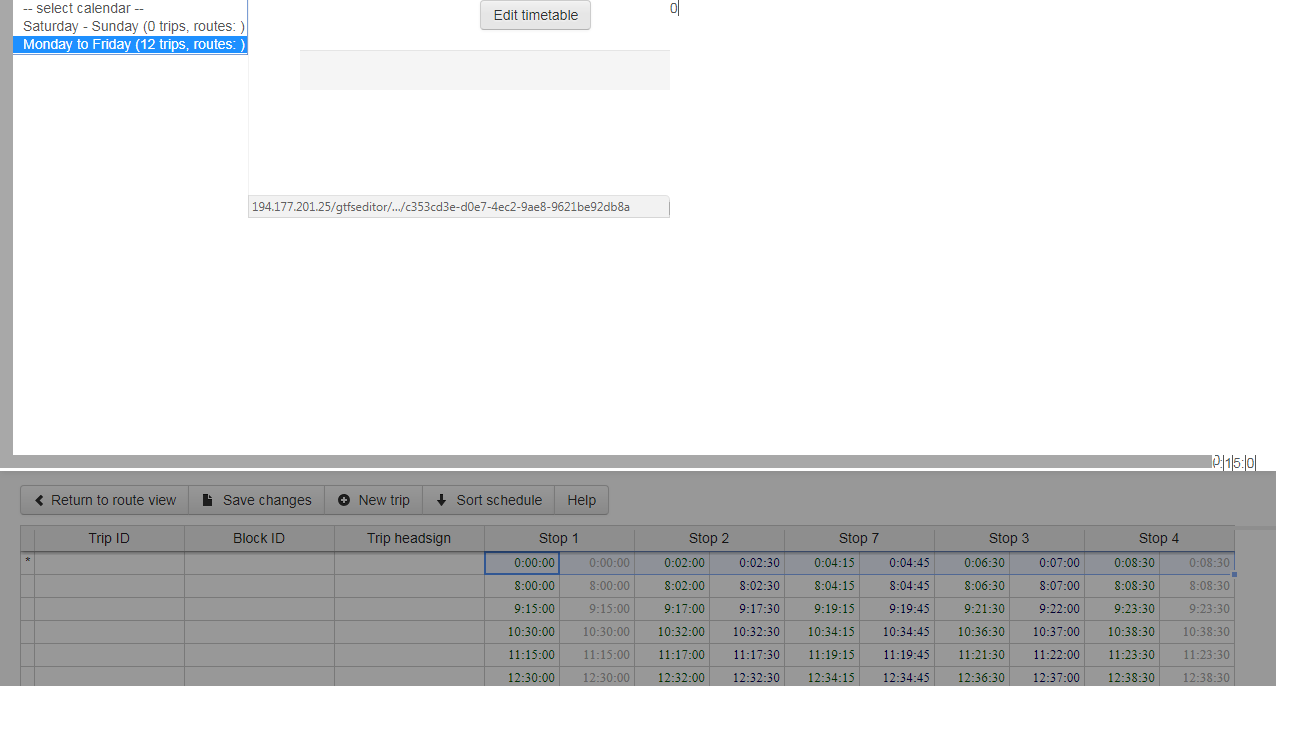 -- select calendar --
Saturday - Sunday (0 trips, routes: )
Monday to Friday (12 trips, routes: )
Edit timetable
0
194.177.201.25/gtfseditor/.../c353cd3e-d0e7-4ec2-9ae8-9621be92db8a
15:0
Return to route view Save changes New trip Sort schedule Help
Trip ID Block ID Trip headsign Stop 1 Stop 2 Stop 7 Stop 3 Stop 4
* 0:00:00 0:00:00 0:02:00 0:02:30 0:04:15 0:04:45 0:06:30 0:07:00 0:08:30 0:08:30
8:00:00 8:00:00 8:02:00 8:02:30 8:04:15 8:04:45 8:06:30 8:07:00 8:08:30 8:08:30
9:15:00 9:15:00 9:17:00 9:17:30 9:19:15 9:19:45 9:21:30 9:22:00 9:23:30 9:23:30
10:30:00 10:30:00 10:32:00 10:32:30 10:34:15 10:34:45 10:36:30 10:37:00 10:38:30 10:38:30
11:15:00 11:15:00 11:17:00 11:17:30 11:19:15 11:19:45 11:21:30 11:22:00 11:23:30 11:23:30
12:30:00 12:30:00 12:32:00 12:32:30 12:34:15 12:34:45 12:36:30 12:37:00 12:38:30 12:38:30